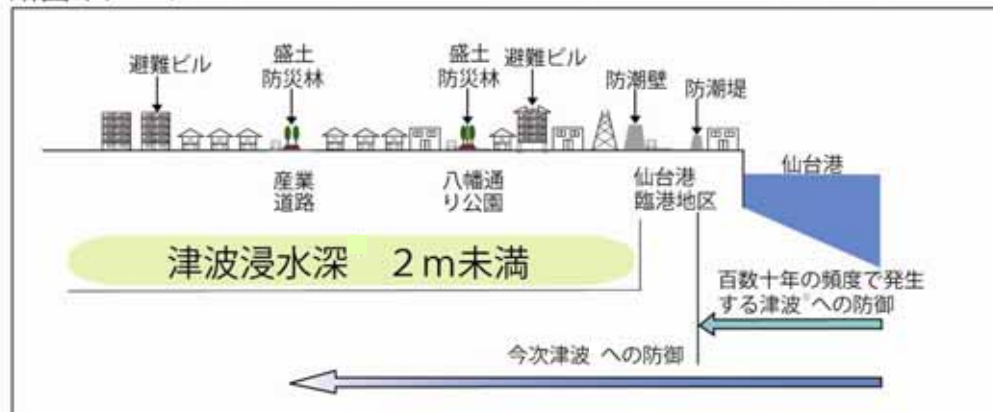 避難ビル
盛土
防災林
盛土
防災林
避難ビル
防潮壁
防潮堤
仙台港
産業
道路
八幡通
り公園
仙台港
臨港地区
津波浸水深　２ｍ未満
百数十年の頻度で発生
する津波※への防御
今次津波 への防御